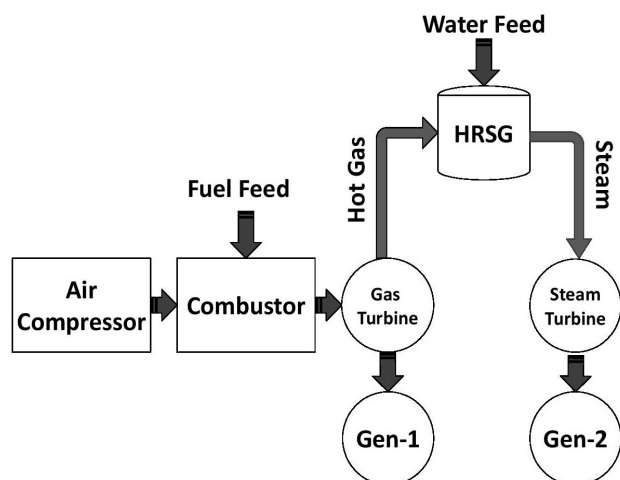 Water Feed
HRSG
Hot Gas
Steam
Fuel Feed
Air
Compressor
Combustor
Gas
Turbine
Steam
Turbine
Gen-1
Gen-2